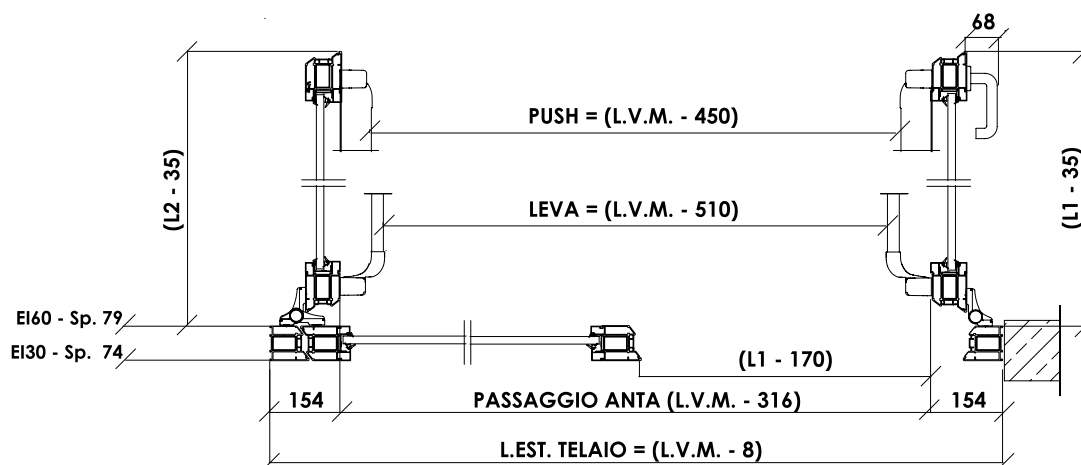 68
PUSH = (L.V.M. - 450)
(L2 - 35)
(L1 - 35)
LEVA = (L.V.M. - 510)
EI60 - Sp. 79
EI30 - Sp. 74
(L1 - 170)
154
PASSAGGIO ANTA (L.V.M. - 316)
154
L.EST. TELAIO = (L.V.M. - 8)